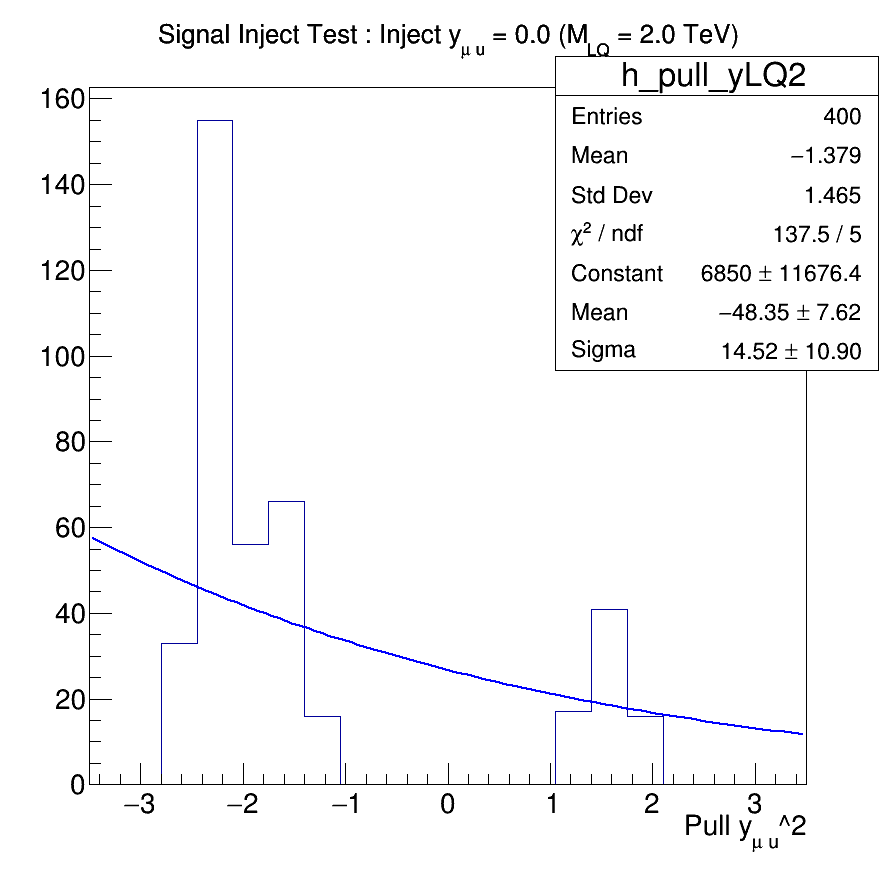 Signal Inject Test : Inject y_μ u = 0.0 (M_LQ = 2.0 TeV)
h_pull_yLQ2
Entries 400
Mean −1.379
Std Dev 1.465
χ² / ndf 137.5 / 5
Constant 6850 ± 11676.4
Mean −48.35 ± 7.62
Sigma 14.52 ± 10.90
160
140
120
100
80
60
40
20
0
−3 −2 −1 0 1 2 3
Pull y_μ u^2